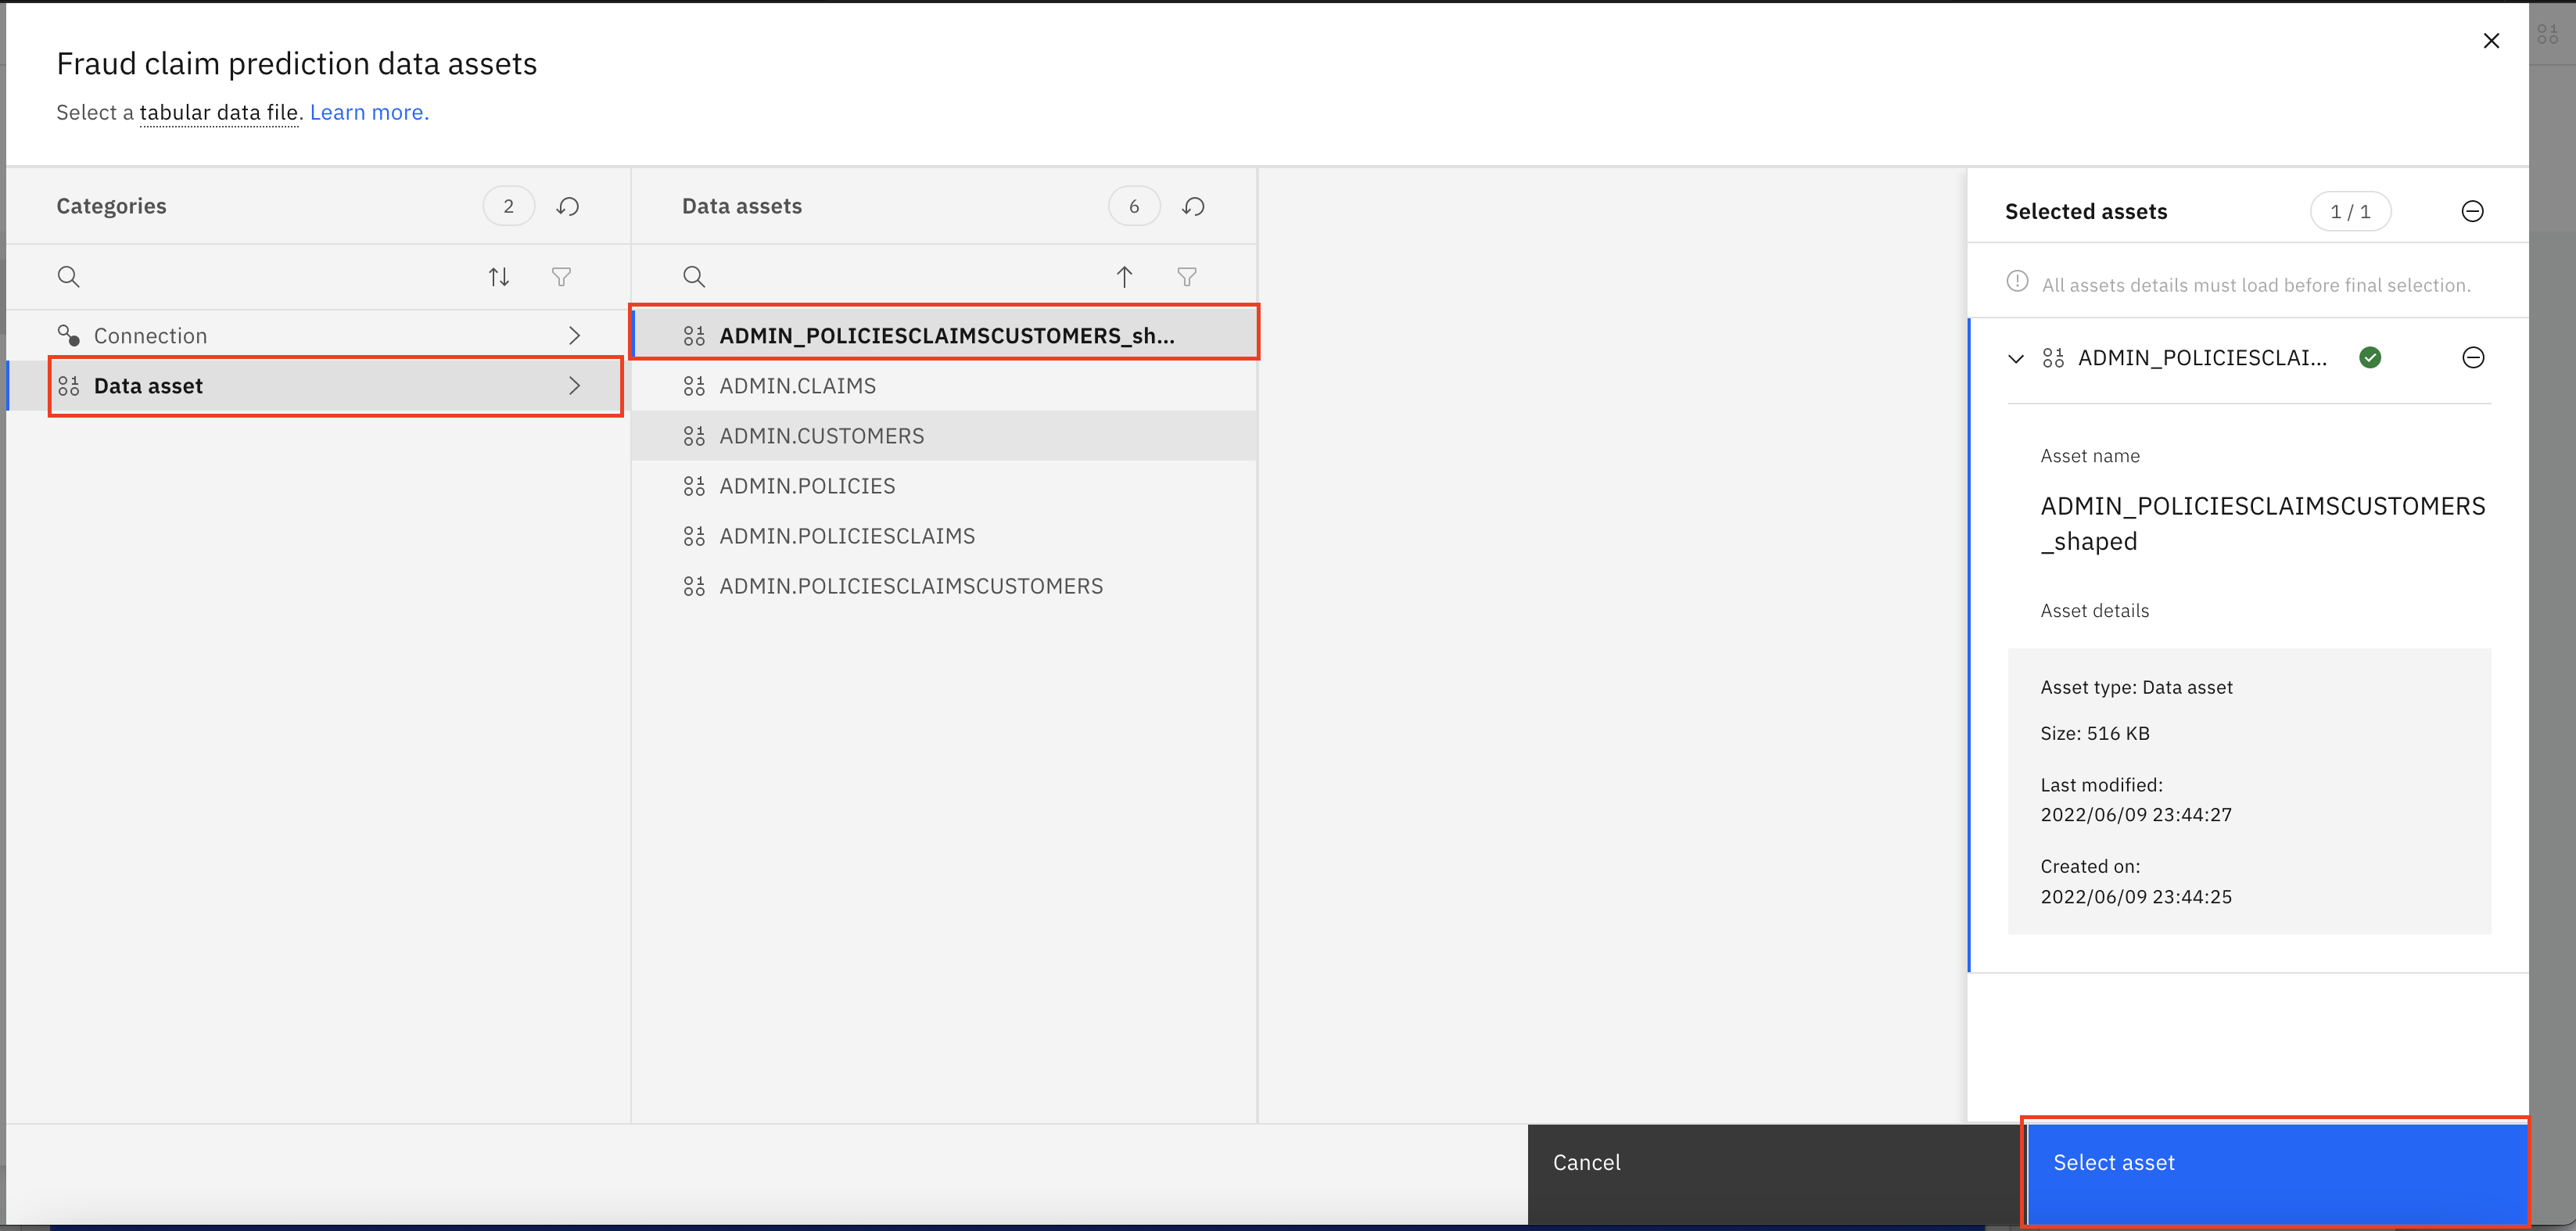 Fraud claim prediction data assets
Select a tabular data file. Learn more.
Categories 2
Connection
Data asset
Data assets 6
ADMIN_POLICIESCLAIMSCUSTOMERS_sh...
ADMIN.CLAIMS
ADMIN.CUSTOMERS
ADMIN.POLICIES
ADMIN.POLICIESCLAIMS
ADMIN.POLICIESCLAIMSCUSTOMERS
Selected assets 1 / 1
All assets details must load before final selection.
ADMIN_POLICIESCLAI...
Asset name
ADMIN_POLICIESCLAIMSCUSTOMERS
_shaped
Asset details
Asset type: Data asset
Size: 516 KB
Last modified:
2022/06/09 23:44:27
Created on:
2022/06/09 23:44:25
Cancel
Select asset